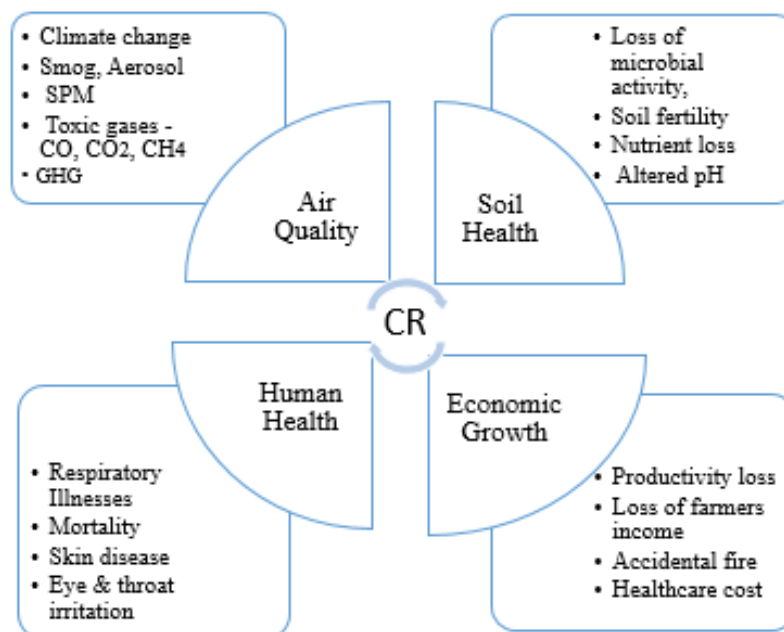 • Climate change
• Smog, Aerosol
• SPM
• Toxic gases -
CO, CO2, CH4
• GHG
Air
Quality
• Loss of
microbial
activity,
• Soil fertility
• Nutrient loss
• Altered pH
Soil
Health
CR
Human
Health
• Respiratory
Illnesses
• Mortality
• Skin disease
• Eye & throat
irritation
Economic
Growth
• Productivity loss
• Loss of farmers
income
• Accidental fire
• Healthcare cost